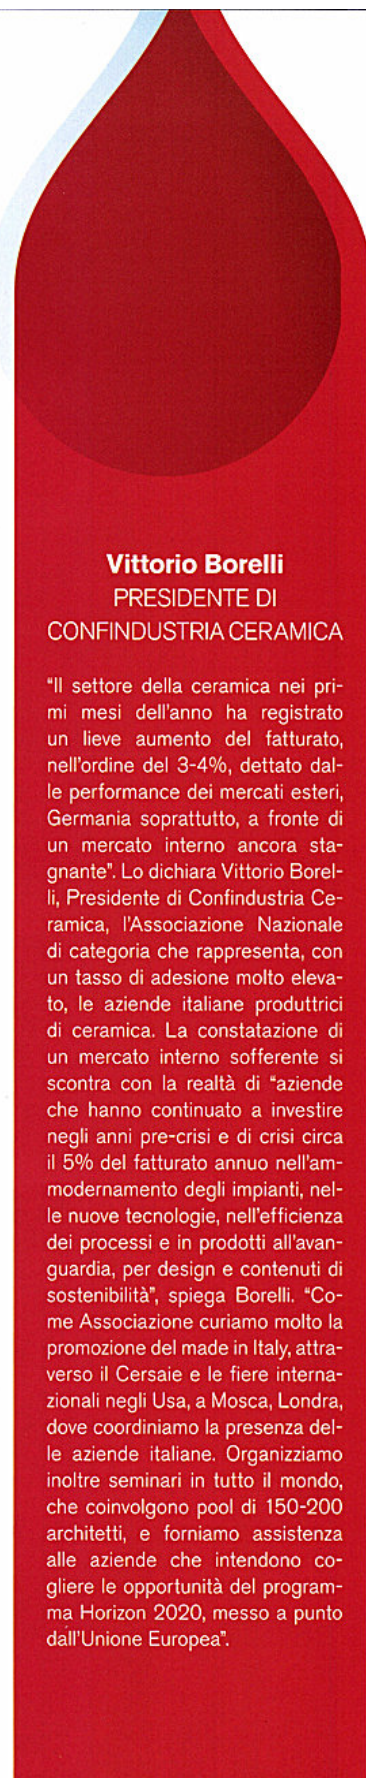 Vittorio Borelli
PRESIDENTE DI
CONFINDUSTRIA CERAMICA
“Il settore della ceramica nei pri-
mi mesi dell'anno ha registrato
un lieve aumento del fatturato,
nell'ordine del 3-4%, dettato dal-
le performance dei mercati esteri,
Germania soprattutto, a fronte di
un mercato interno ancora sta-
gnante”. Lo dichiara Vittorio Borel-
li, Presidente di Confindustria Ce-
ramica, l'Associazione Nazionale
di categoria che rappresenta, con
un tasso di adesione molto eleva-
to, le aziende italiane produttrici
di ceramica. La constatazione di
un mercato interno sofferente si
scontra con la realtà di “aziende
che hanno continuato a investire
negli anni pre-crisi e di crisi circa
il 5% del fatturato annuo nell'am-
modernamento degli impianti, nel-
le nuove tecnologie, nell'efficienza
dei processi e in prodotti all'avan-
guardia, per design e contenuti di
sostenibilità”, spiega Borelli. “Co-
me Associazione curiamo molto la
promozione del made in Italy, attra-
verso il Cersaie e le fiere interna-
zionali negli Usa, a Mosca, Londra,
dove coordiniamo la presenza del-
le aziende italiane. Organizziamo
inoltre seminari in tutto il mondo,
che coinvolgono pool di 150-200
architetti, e forniamo assistenza
alle aziende che intendono co-
gliere le opportunità del program-
ma Horizon 2020, messo a punto
dall'Unione Europea”.